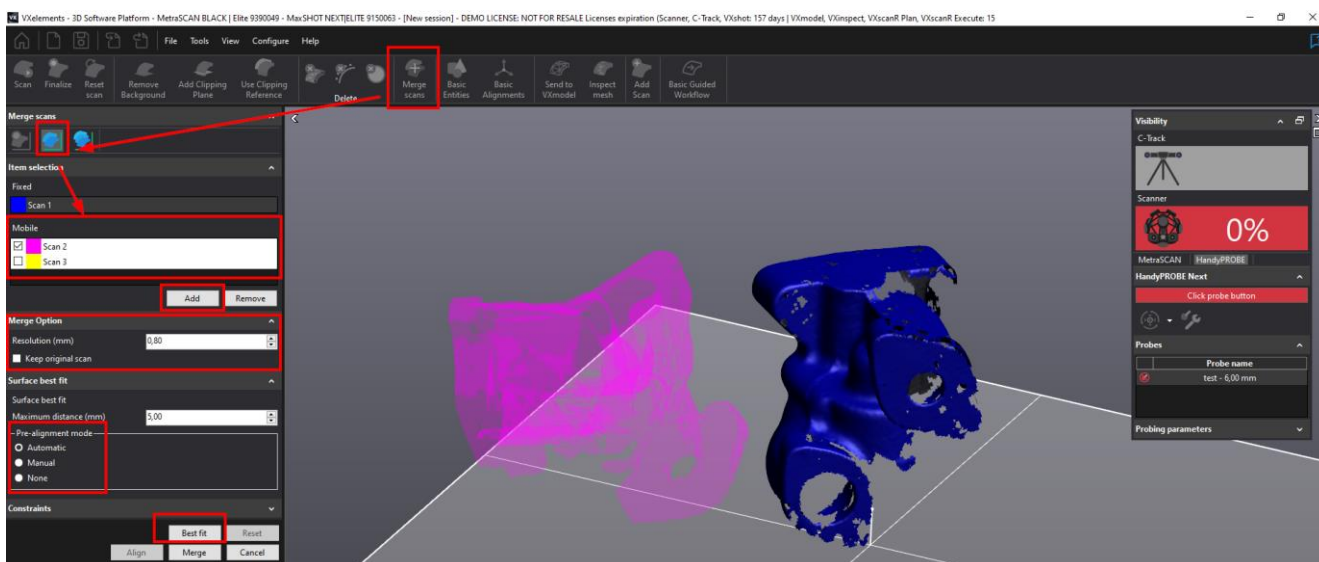 VXelements - 3D Software Platform - MetraSCAN BLACK | Elite 9390049 - MaxSHOT NEXT|ELITE 9150063 - [New session] - DEMO LICENSE: NOT FOR RESALE Licenses expiration (Scanner, C-Track, VXshot: 157 days | VXmodel, VXinspect, VXscanR Plan, VXscanR Execute: 15
File Tools View Configure Help
Scan Finalize Reset scan Remove Background Add Clipping Plane Use Clipping Reference Delete Merge scans Basic Entities Basic Alignments Send to VXmodel Inspect mesh Add Scan Basic Guided Workflow
Merge scans
Item selection
Fixed
Scan 1
Mobile
Scan 2
Scan 3
Add Remove
Merge Option
Resolution (mm) 0,80
Keep original scan
Surface best fit
Surface best fit
Maximum distance (mm) 5,00
Pre-alignment mode
Automatic
Manual
None
Constraints
Best fit Reset
Align Merge Cancel
Visibility
C-Track
Scanner
0%
MetraSCAN HandyPROBE
HandyPROBE Next
Click probe button
Probes
Probe name
test - 6,00 mm
Probing parameters